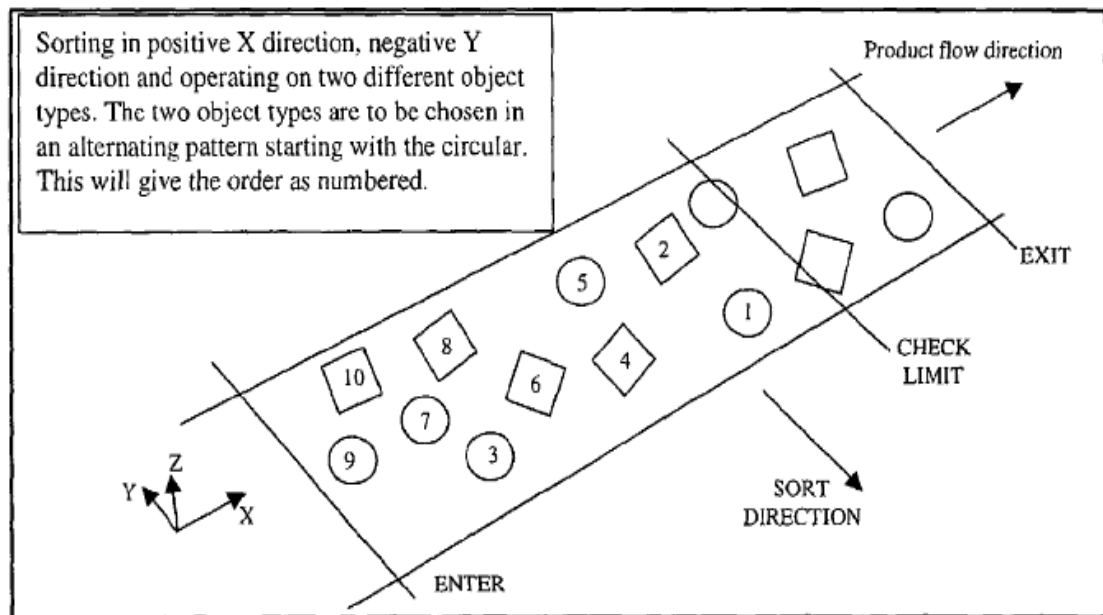 Sorting in positive X direction, negative Y
direction and operating on two different object
types. The two object types are to be chosen in
an alternating pattern starting with the circular.
This will give the order as numbered.
Product flow direction
EXIT
2
5
1
CHECK
LIMIT
8
4
10
6
7
3
9
Z
Y
X
SORT
DIRECTION
ENTER